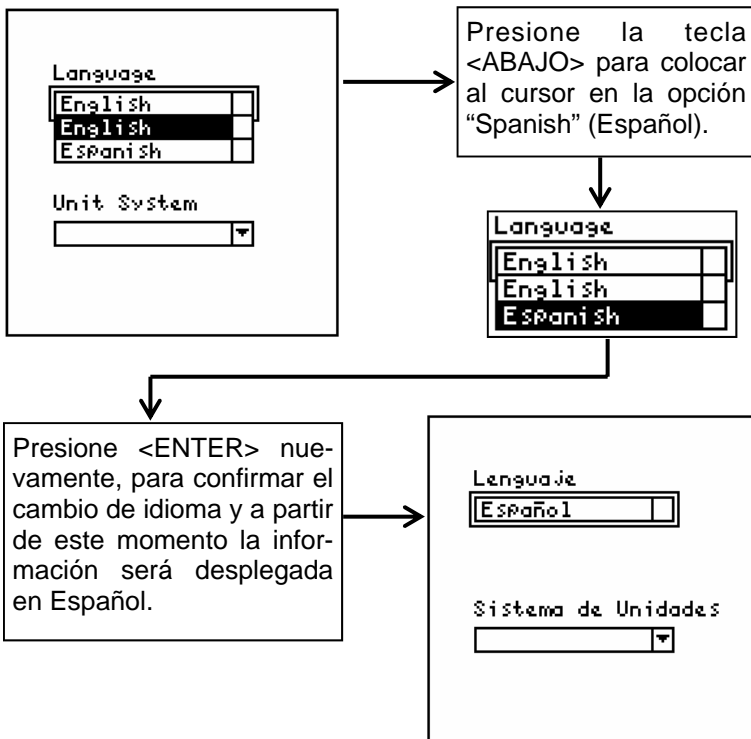 Language
English
English
Espanish
Unit System
Presione la tecla
<ABAJO> para colocar
al cursor en la opción
“Spanish” (Español).
Language
English
English
Espanish
Presione <ENTER> nue-
vamente, para confirmar el
cambio de idioma y a partir
de este momento la infor-
mación será desplegada
en Español.
Lenguaje
Español
Sistema de Unidades